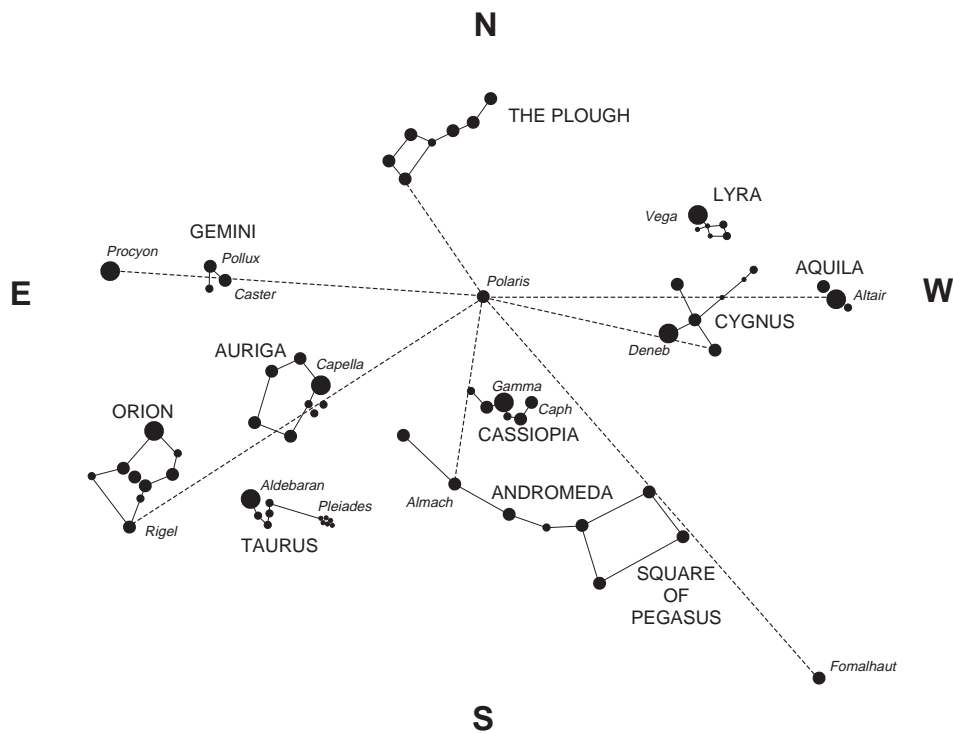 N
THE PLOUGH
LYRA
Vega
GEMINI
Procyon
Pollux
Caster
Polaris
AQUILA
Altair
E
W
CYGNUS
Deneb
AURIGA
Capella
Gamma
Caph
CASSIOPIA
ORION
Aldebaran
Pleiades
Almach
ANDROMEDA
Rigel
TAURUS
SQUARE
OF
PEGASUS
Fomalhaut
S